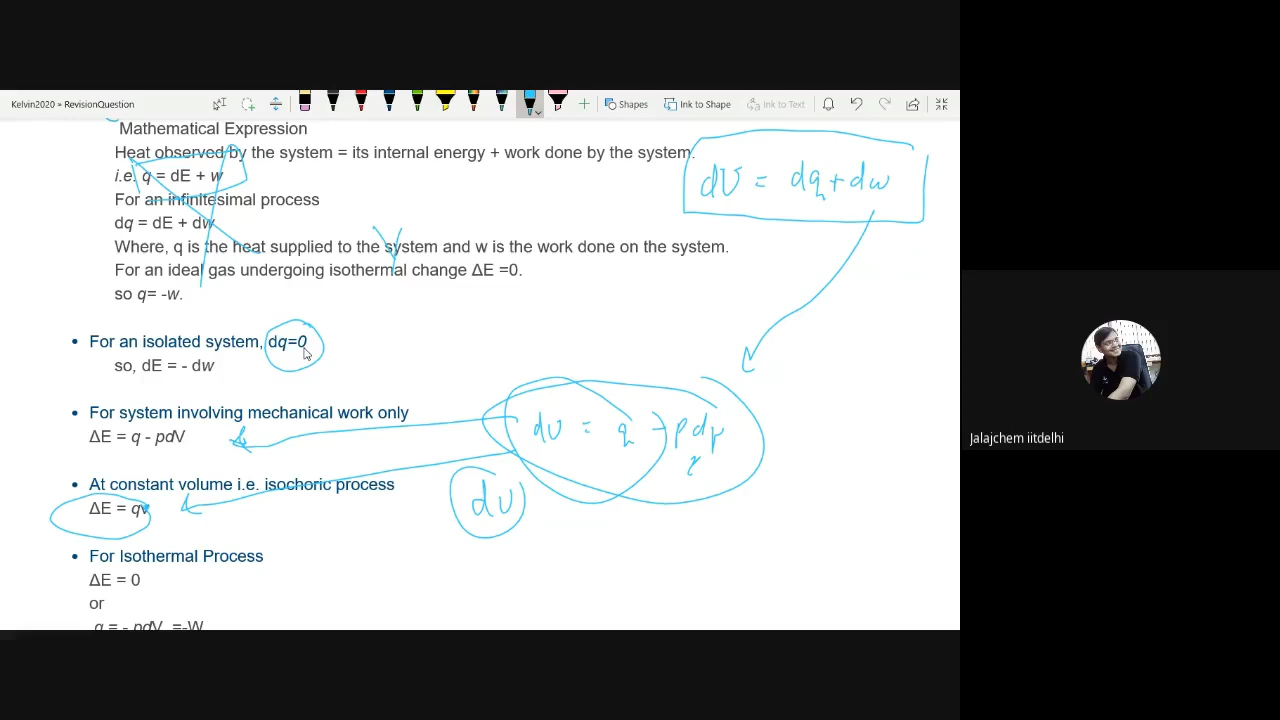 Kelvin2020 » RevisionQuestion
Shapes
Ink to Shape
Ink to Text
Mathematical Expression
Heat observed by the system = its internal energy + work done by the system.
i.e. q = dE + w
For an infinitesimal process
dq = dE + dw
Where, q is the heat supplied to the system and w is the work done on the system.
For an ideal gas undergoing isothermal change ΔE =0.
so q= -w.
dU = dq + dw
• For an isolated system, dq=0
so, dE = - dw
• For system involving mechanical work only
ΔE = q - pdV
dU = q - pd
• At constant volume i.e. isochoric process
ΔE = qv
dU
• For Isothermal Process
ΔE = 0
or
q = - pdV =-W
Jalajchem iitdelhi